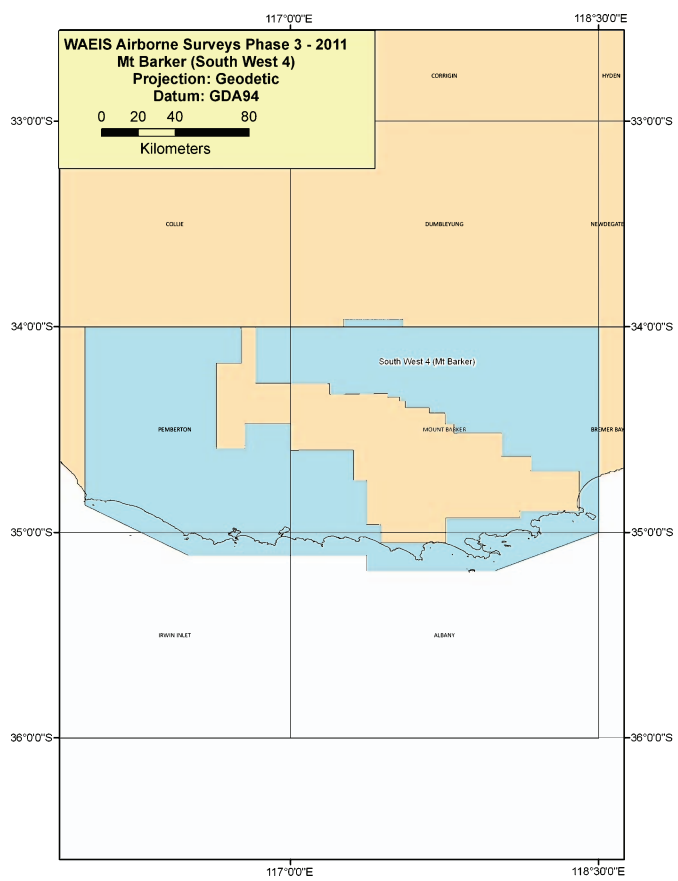 117°0'0"E 118°30'0"E
WAEIS Airborne Surveys Phase 3 - 2011
Mt Barker (South West 4)
Projection: Geodetic
Datum: GDA94
0 20 40 80
Kilometers
CORRIGIN HYDEN
33°0'0"S 33°0'0"S
COLLIE DUMBLEYUNG NEWDEGATE
34°0'0"S 34°0'0"S
South West 4 (Mt Barker)
PEMBERTON MOUNT BARKER BREMER BAY
35°0'0"S 35°0'0"S
IRWIN INLET ALBANY
36°0'0"S 36°0'0"S
117°0'0"E 118°30'0"E